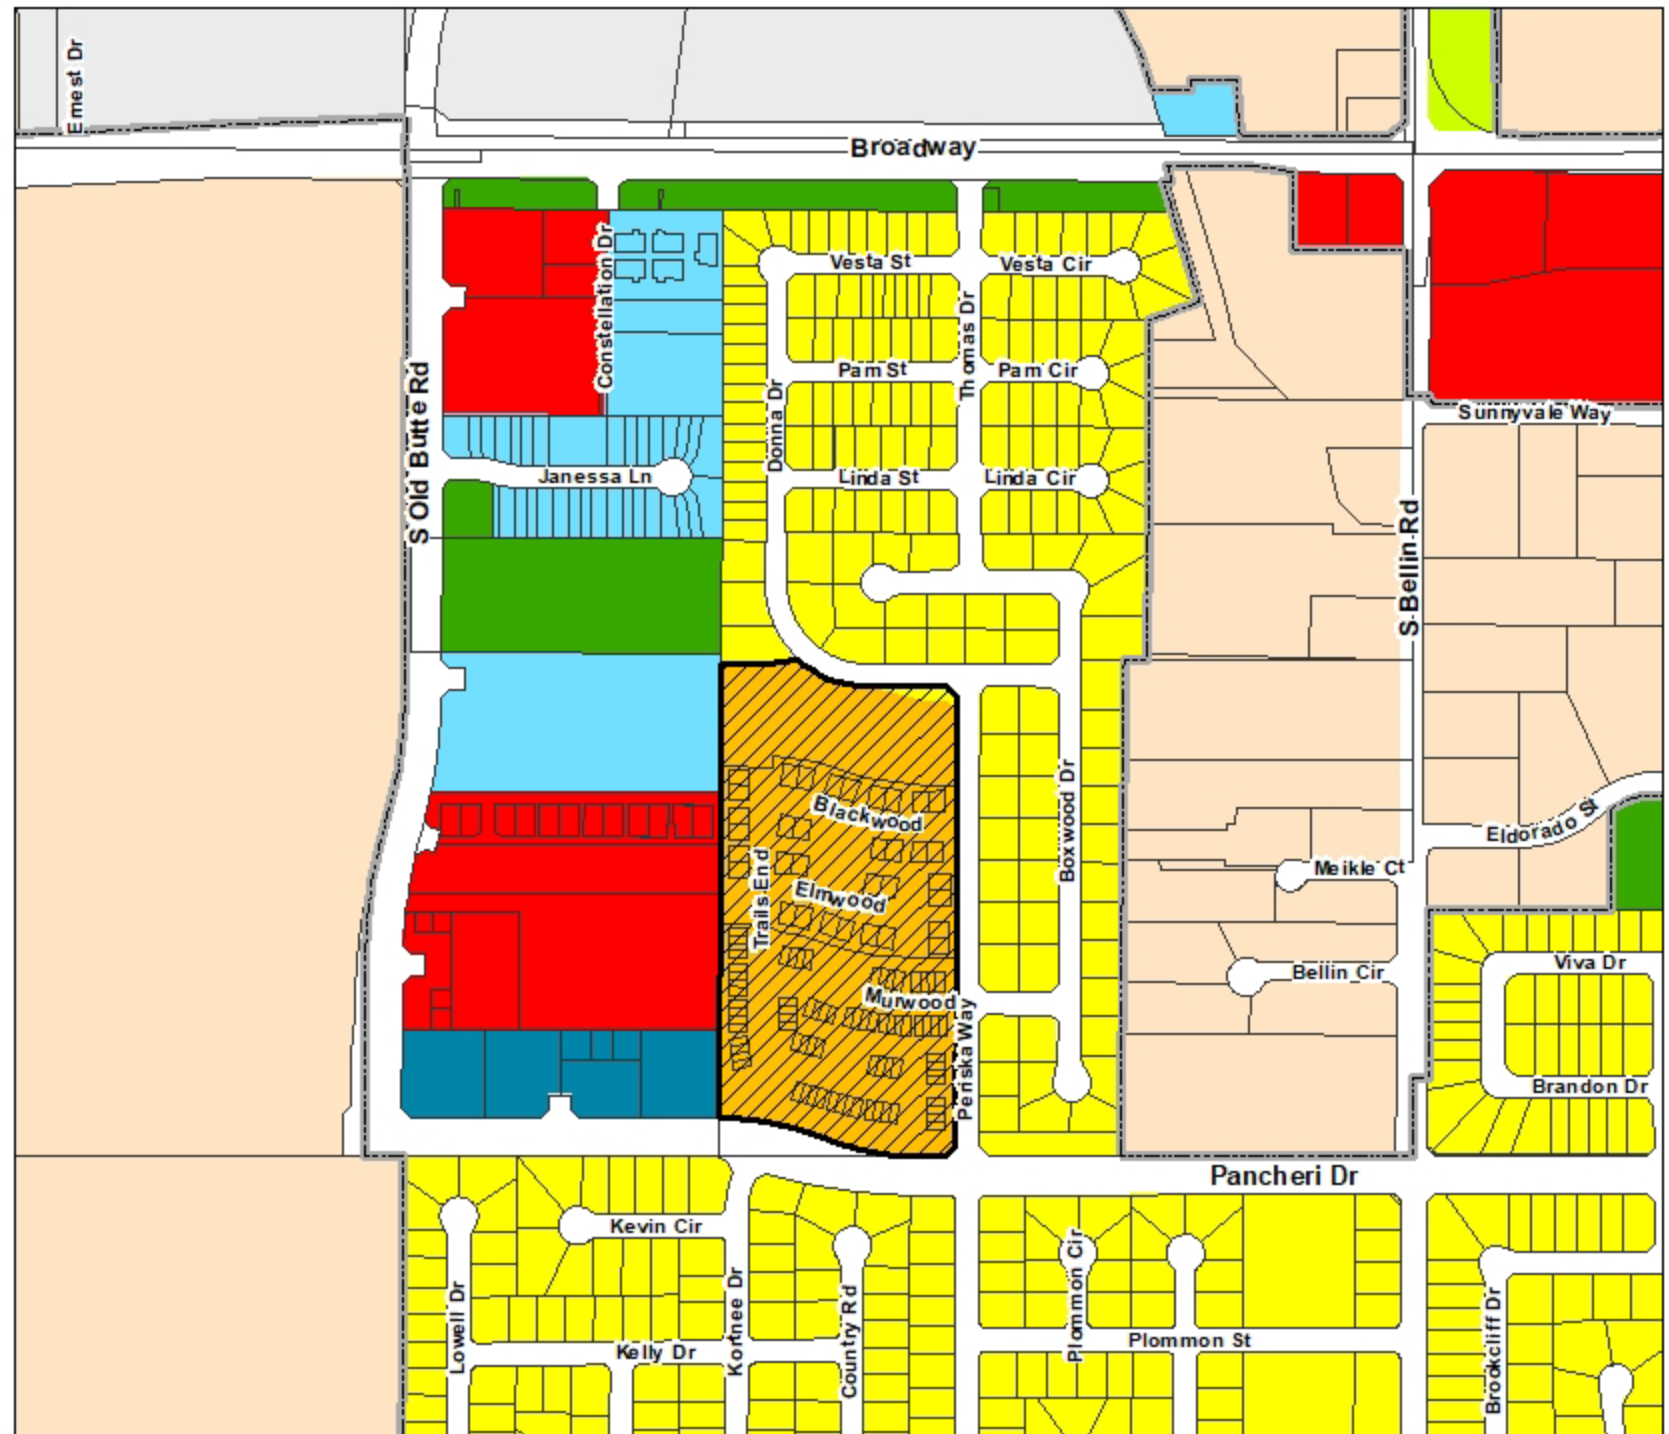 Ernest Dr
Broadway
Constellation Dr
Vesta St
Vesta Cir
Thomas Dr
S Old Butte Rd
Pam St
Pam Cir
Donna Dr
Sunnyvale Way
Janessa Ln
Linda St
Linda Cir
S Bellin Rd
Blackwood
Boxwood Dr
Eldorado St
Trails End
Elmwood
Meikle Ct
Viva Dr
Bellin Cir
Murwood
Periska Way
Brandon Dr
Pancheri Dr
Kevin Cir
Lowell Dr
Kortnee Dr
Country Rd
Plommon Cir
Brookcliff Dr
Kelly Dr
Plommon St